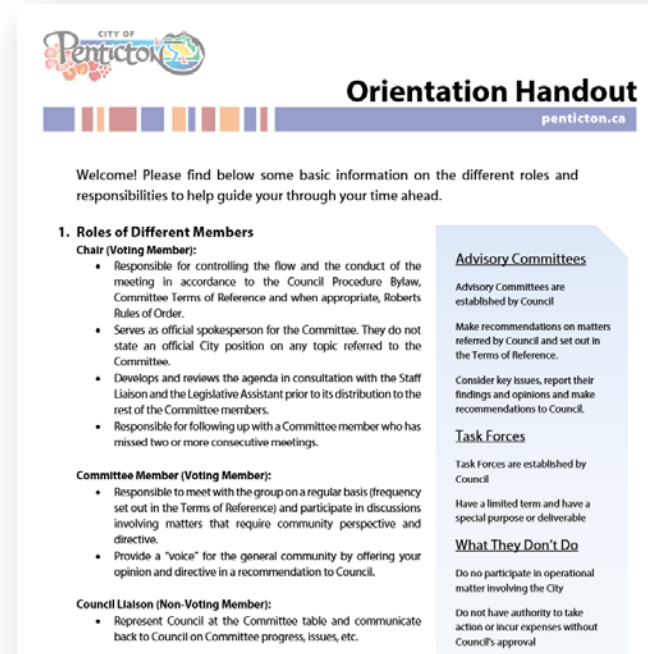 CITY OF
Penticton
Orientation Handout
penticton.ca
Welcome! Please find below some basic information on the different roles and
responsibilities to help guide your through your time ahead.
1. Roles of Different Members
Chair (Voting Member):
• Responsible for controlling the flow and the conduct of the
meeting in accordance to the Council Procedure Bylaw,
Committee Terms of Reference and when appropriate, Roberts
Rules of Order.
• Serves as official spokesperson for the Committee. They do not
state an official City position on any topic referred to the
Committee.
• Develops and reviews the agenda in consultation with the Staff
Liaison and the Legislative Assistant prior to its distribution to the
rest of the Committee members.
• Responsible for following up with a Committee member who has
missed two or more consecutive meetings.
Committee Member (Voting Member):
• Responsible to meet with the group on a regular basis (frequency
set out in the Terms of Reference) and participate in discussions
involving matters that require community perspective and
directive.
• Provide a "voice" for the general community by offering your
opinion and directive in a recommendation to Council.
Council Liaison (Non-Voting Member):
• Represent Council at the Committee table and communicate
back to Council on Committee progress, issues, etc.
Advisory Committees
Advisory Committees are
established by Council
Make recommendations on matters
referred by Council and set out in
the Terms of Reference.
Consider key issues, report their
findings and opinions and make
recommendations to Council.
Task Forces
Task Forces are established by
Council
Have a limited term and have a
special purpose or deliverable
What They Don't Do
Do no participate in operational
matter involving the City
Do not have authority to take
action or incur expenses without
Council's approval